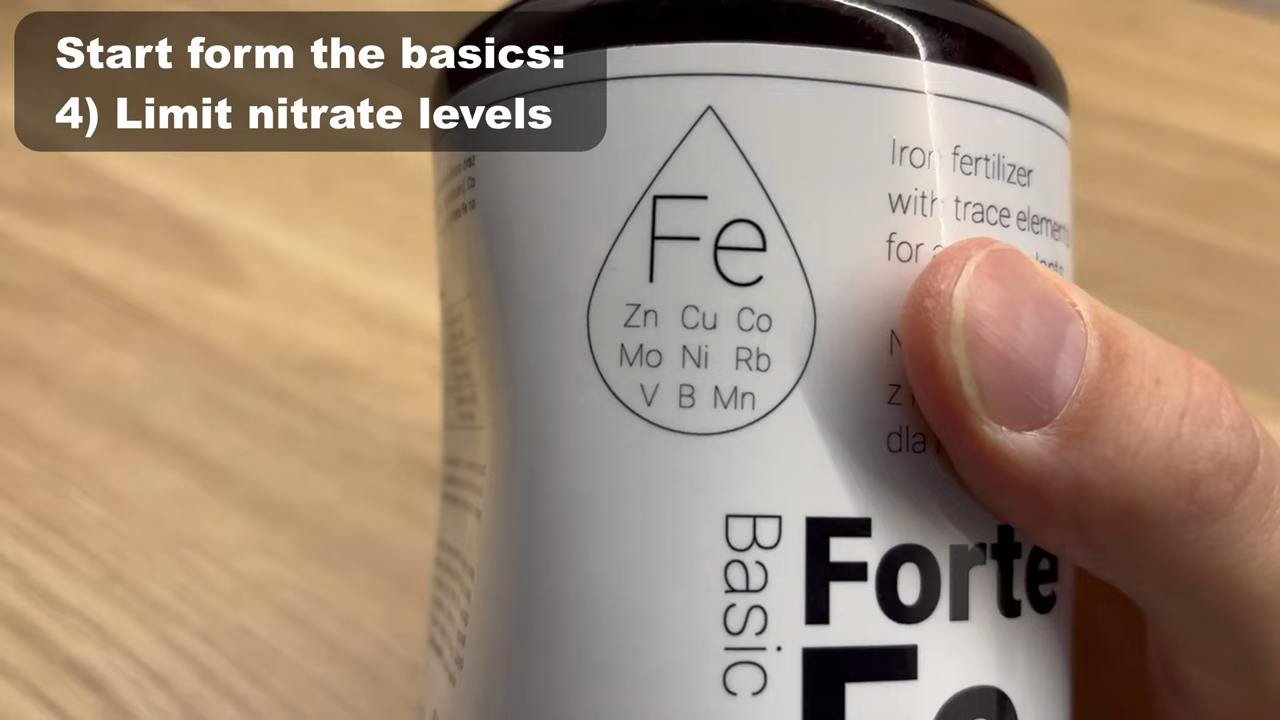 Start form the basics:
4) Limit nitrate levels
Fe
Zn Cu Co
Mo Ni Rb
V B Mn
Iron fertilizer
with trace
for
dla
Basic
Forte
Fe